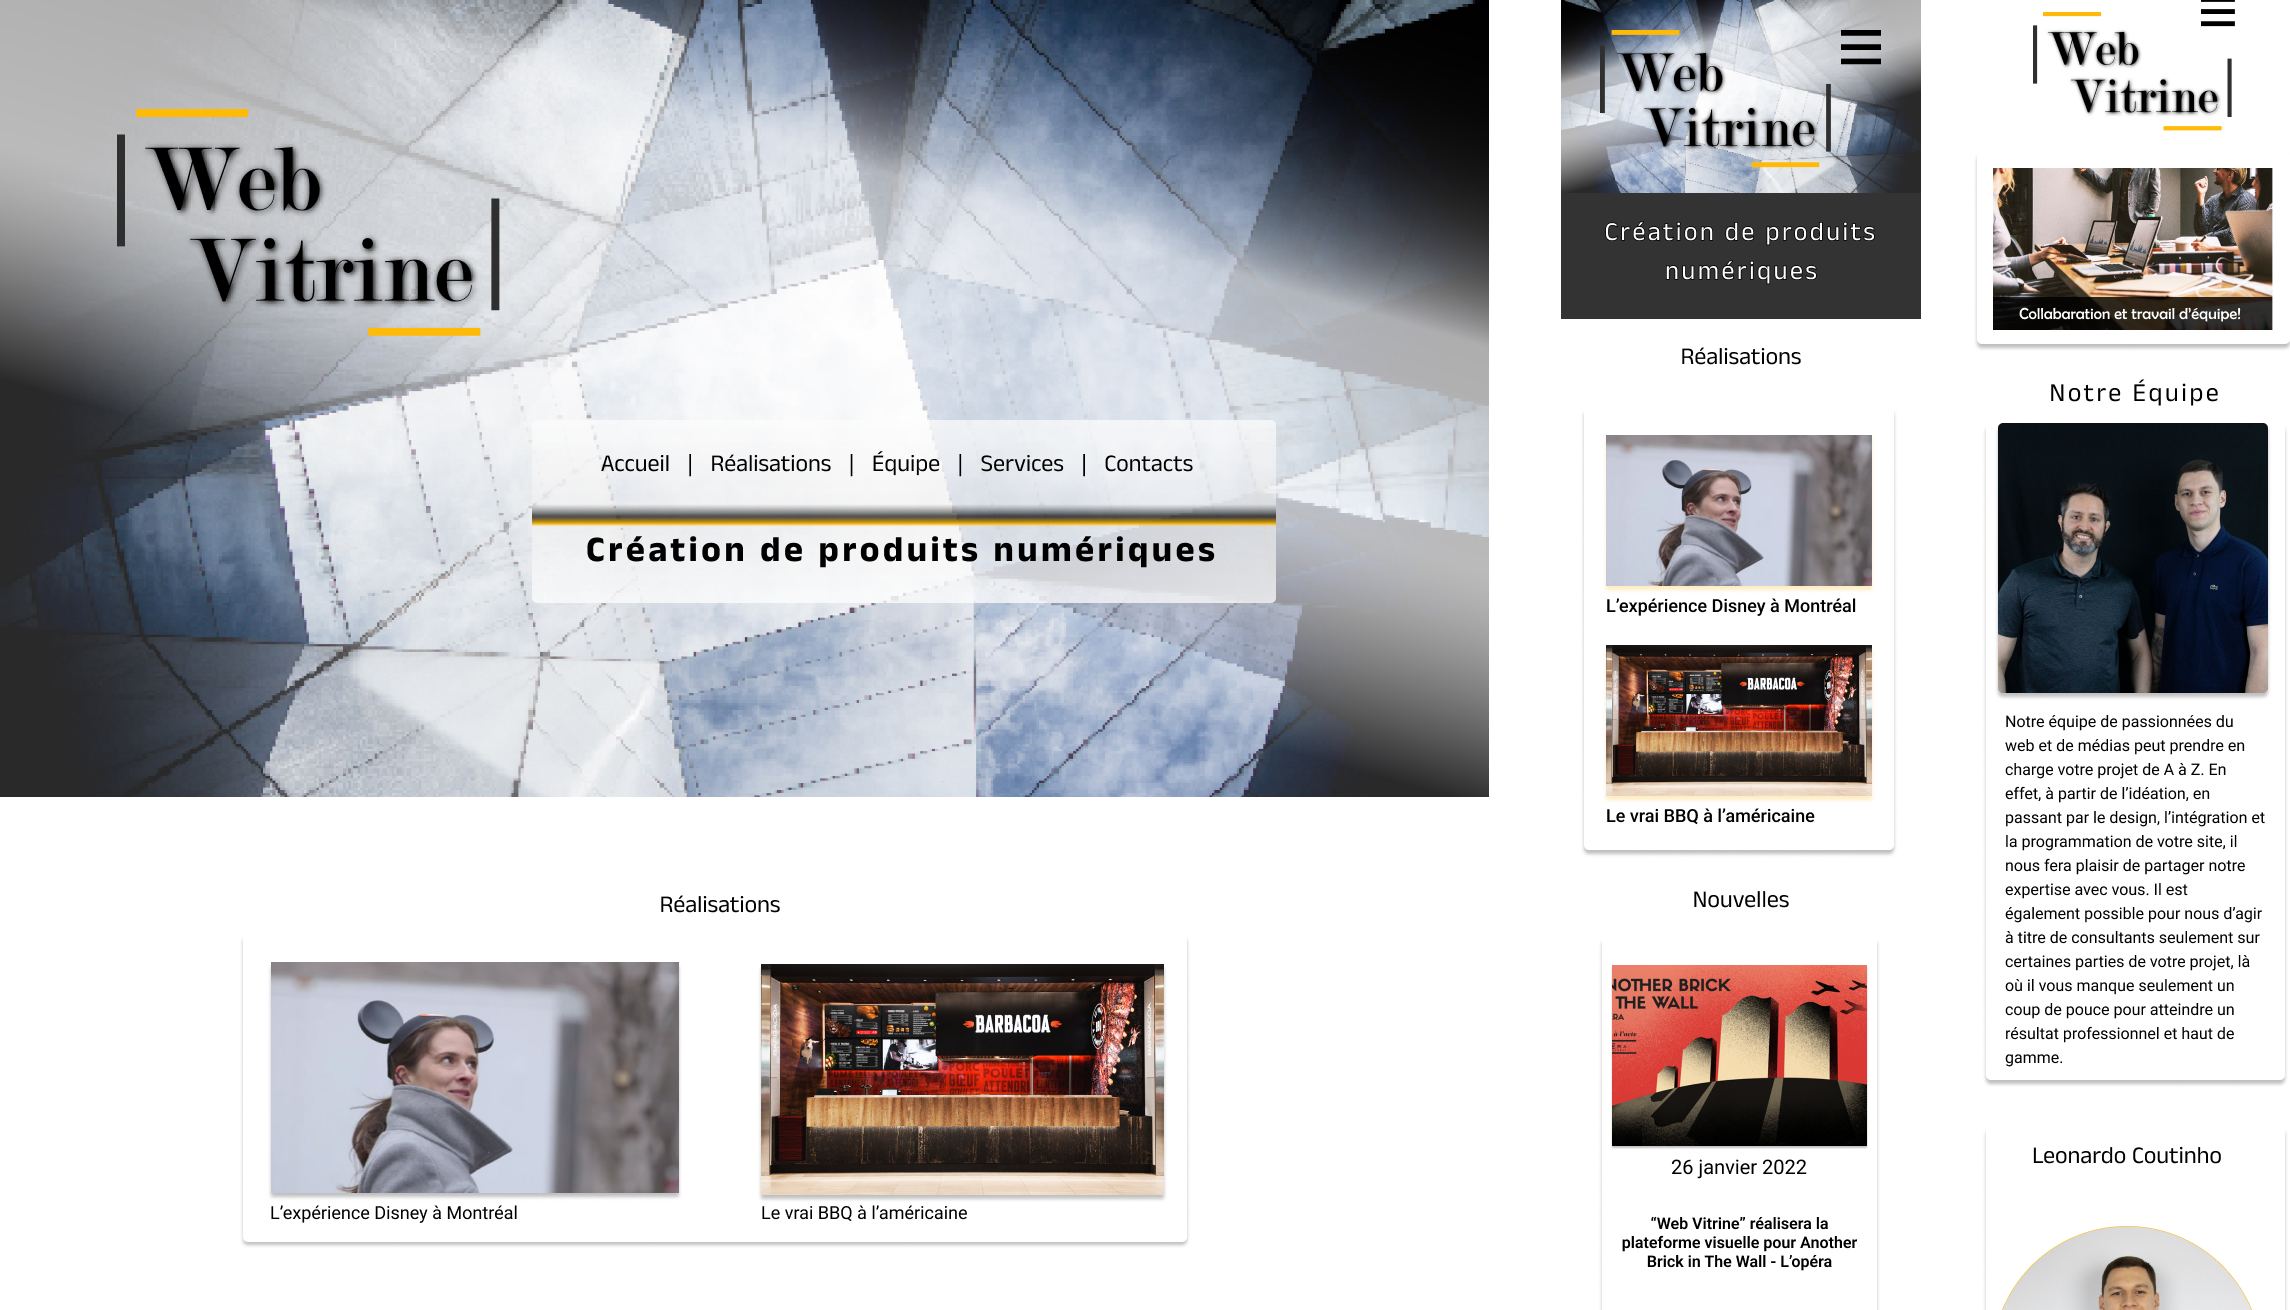 Web
Vitrine
Accueil | Réalisations | Équipe | Services | Contacts
Création de produits numériques
Réalisations
BARBACOA
PORC
POULE
BŒUF
ATTENDRI
L'expérience Disney à Montréal
Le vrai BBQ à l'américaine
Web
Vitrine
Création de produits
numériques
Réalisations
L'expérience Disney à Montréal
BARBACOA
Le vrai BBQ à l'américaine
Nouvelles
NOTHER BRICK
THE WALL
26 janvier 2022
“Web Vitrine” réalisera la
plateforme visuelle pour Another
Brick in The Wall - L'opéra
Web
Vitrine
Collabaration et travail d'équipe!
Notre Équipe
Notre équipe de passionnées du
web et de médias peut prendre en
charge votre projet de A à Z. En
effet, à partir de l'idéation, en
passant par le design, l'intégration et
la programmation de votre site, il
nous fera plaisir de partager notre
expertise avec vous. Il est
également possible pour nous d'agir
à titre de consultants seulement sur
certaines parties de votre projet, là
où il vous manque seulement un
coup de pouce pour atteindre un
résultat professionnel et haut de
gamme.
Leonardo Coutinho